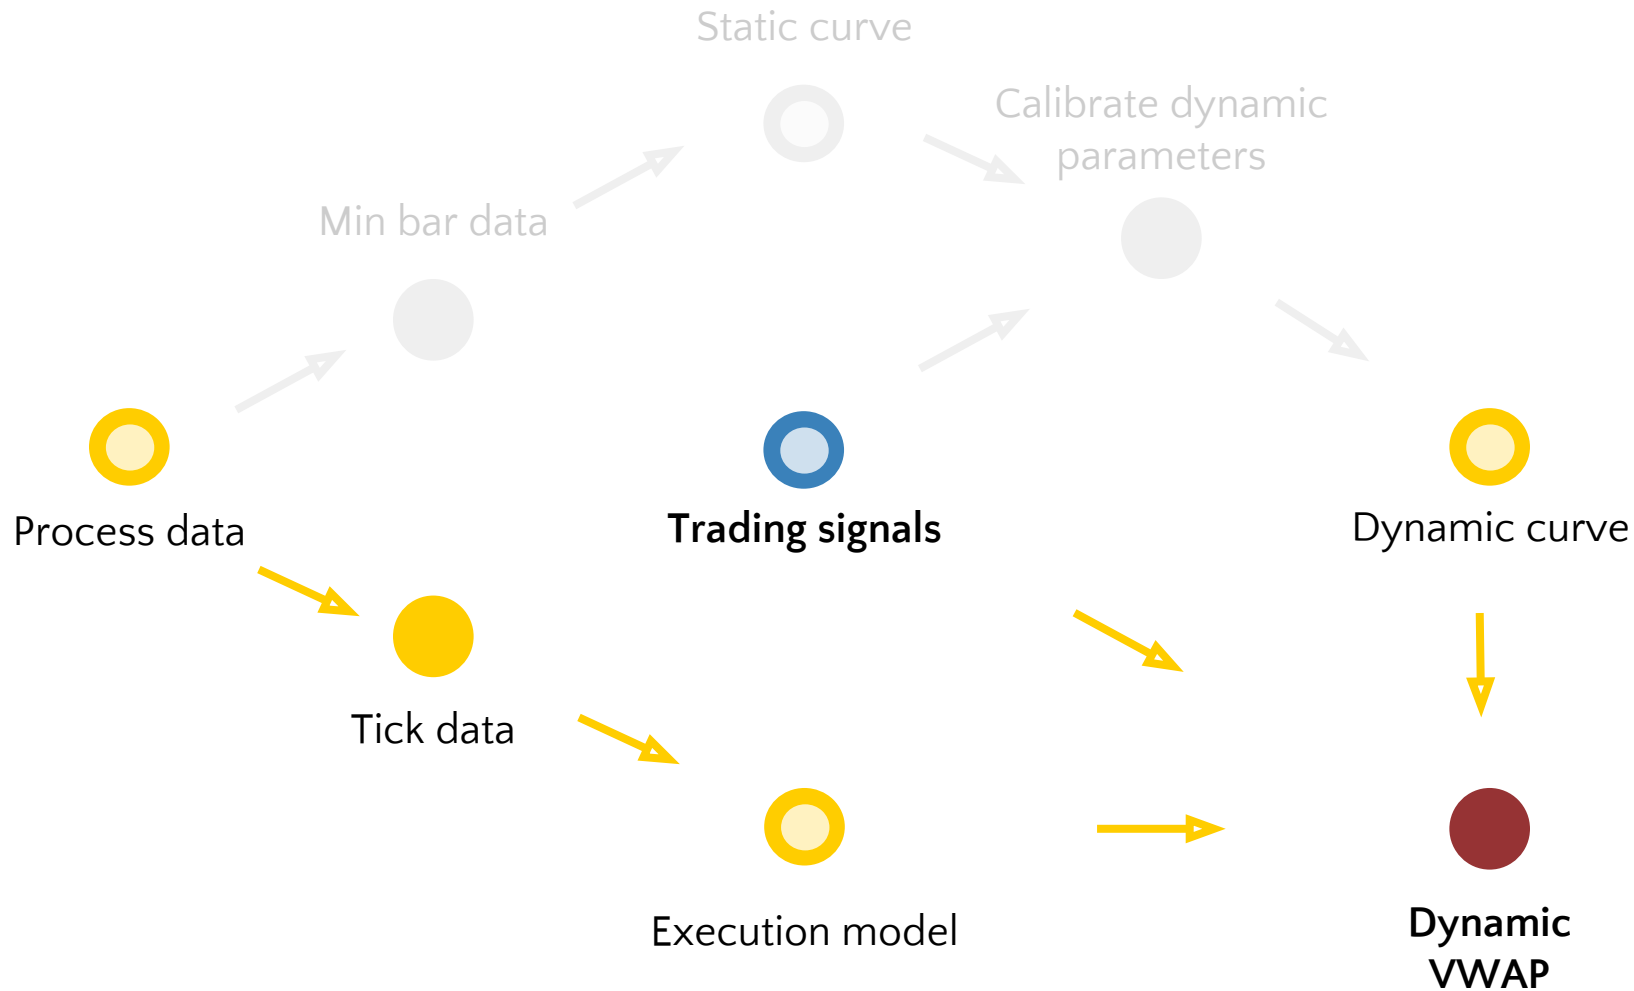 Static curve
Calibrate dynamic
parameters
Min bar data
Process data
Trading signals
Dynamic curve
Tick data
Execution model
Dynamic
VWAP